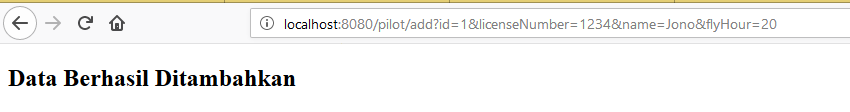 localhost:8080/pilot/add?id=1&licenseNumber=1234&name=Jono&flyHour=20
Data Berhasil Ditambahkan